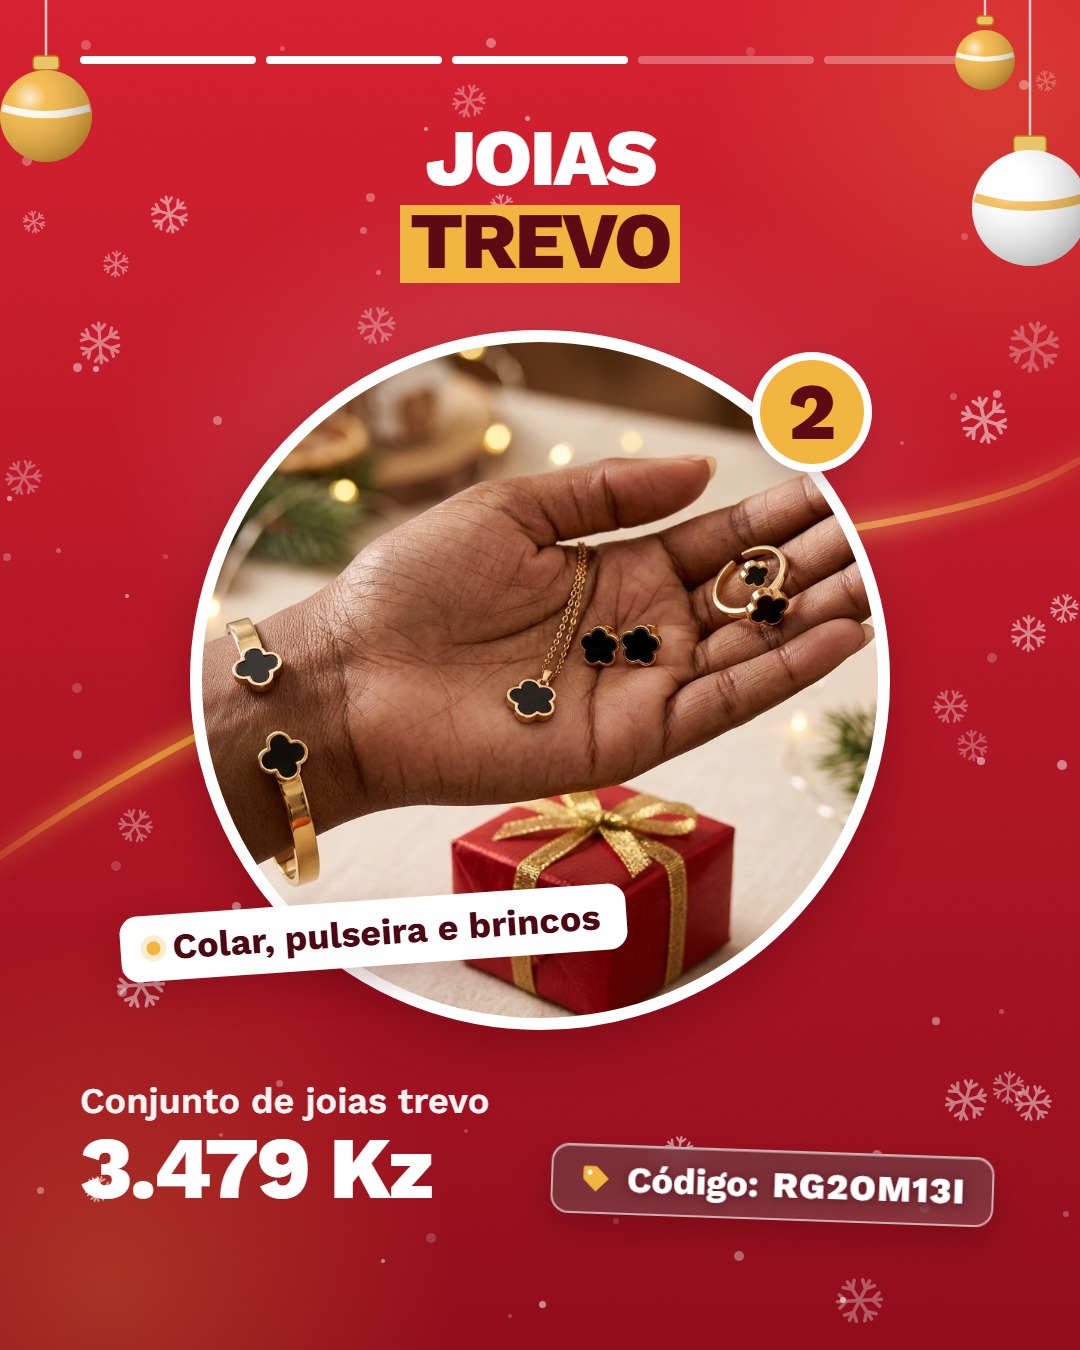 JOIAS
TREVO
2
Colar, pulseira e brincos
Conjunto de joias trevo
3.479 Kz
Código: RG2OM13I